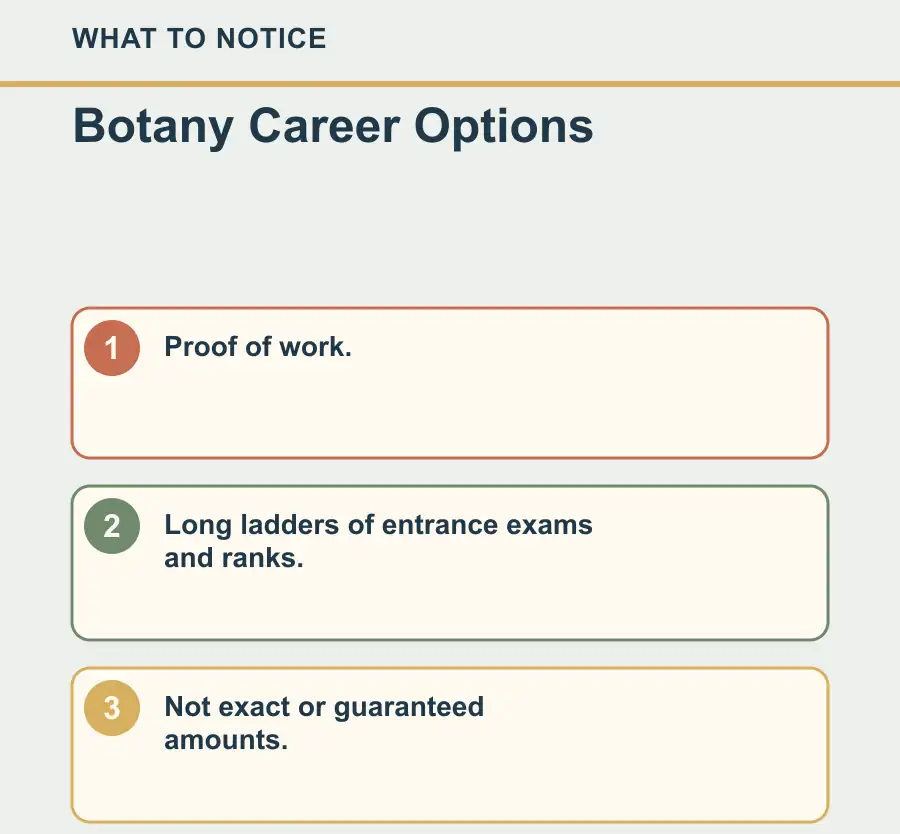 WHAT TO NOTICE
Botany Career Options
1
Proof of work.
2
Long ladders of entrance exams
and ranks.
3
Not exact or guaranteed
amounts.